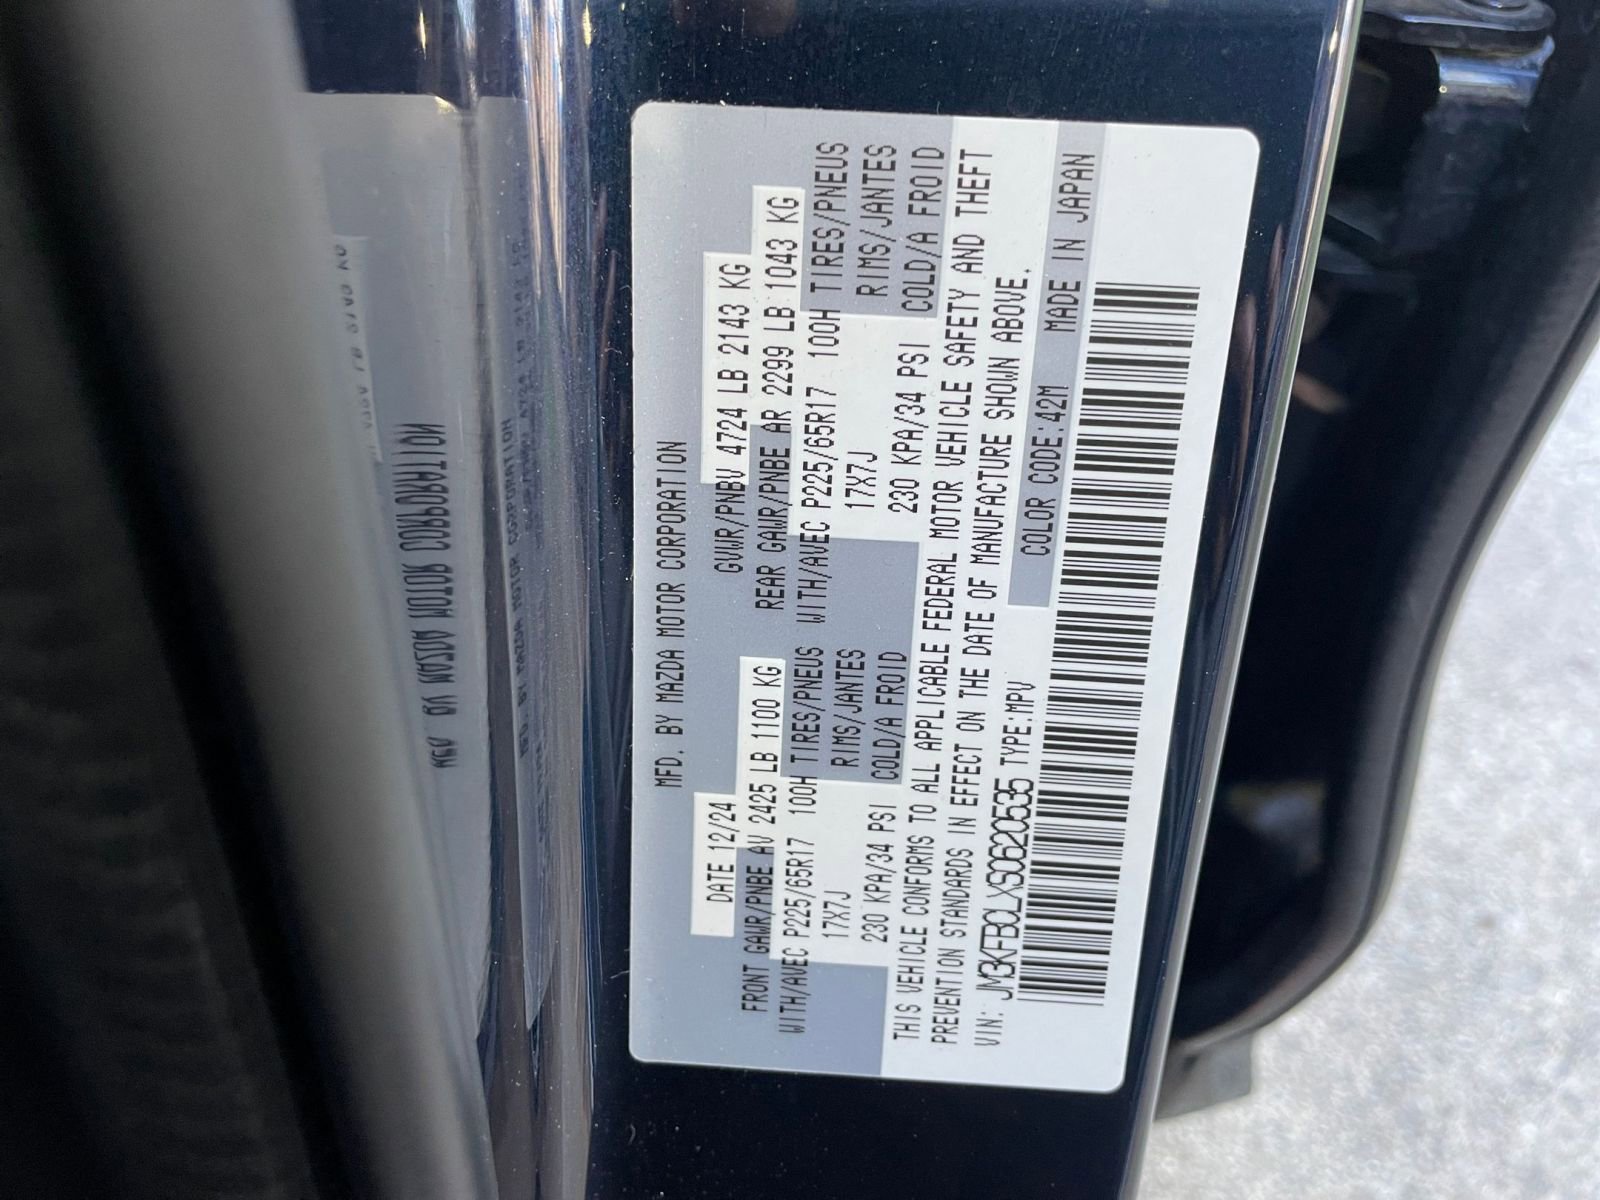 MFD. BY MAZDA MOTOR CORPORATION
DATE 12/24 GVWR/PNBV 4724 LB 2143 KG
FRONT GAWR/PNBE AV 2425 LB 1100 KG REAR GAWR/PNBE AR 2299 LB 1043 KG
WITH/AVEC P225/65R17 100H TIRES/PNEUS WITH/AVEC P225/65R17 100H TIRES/PNEUS
17X7J RIMS/JANTES 17X7J RIMS/JANTES
230 KPA/34 PSI COLD/A FROID 230 KPA/34 PSI COLD/A FROID
THIS VEHICLE CONFORMS TO ALL APPLICABLE FEDERAL MOTOR VEHICLE SAFETY AND THEFT
PREVENTION STANDARDS IN EFFECT ON THE DATE OF MANUFACTURE SHOWN ABOVE.
VIN: JM3KFBCLXS0620535 TYPE:MPV COLOR CODE:42M MADE IN JAPAN